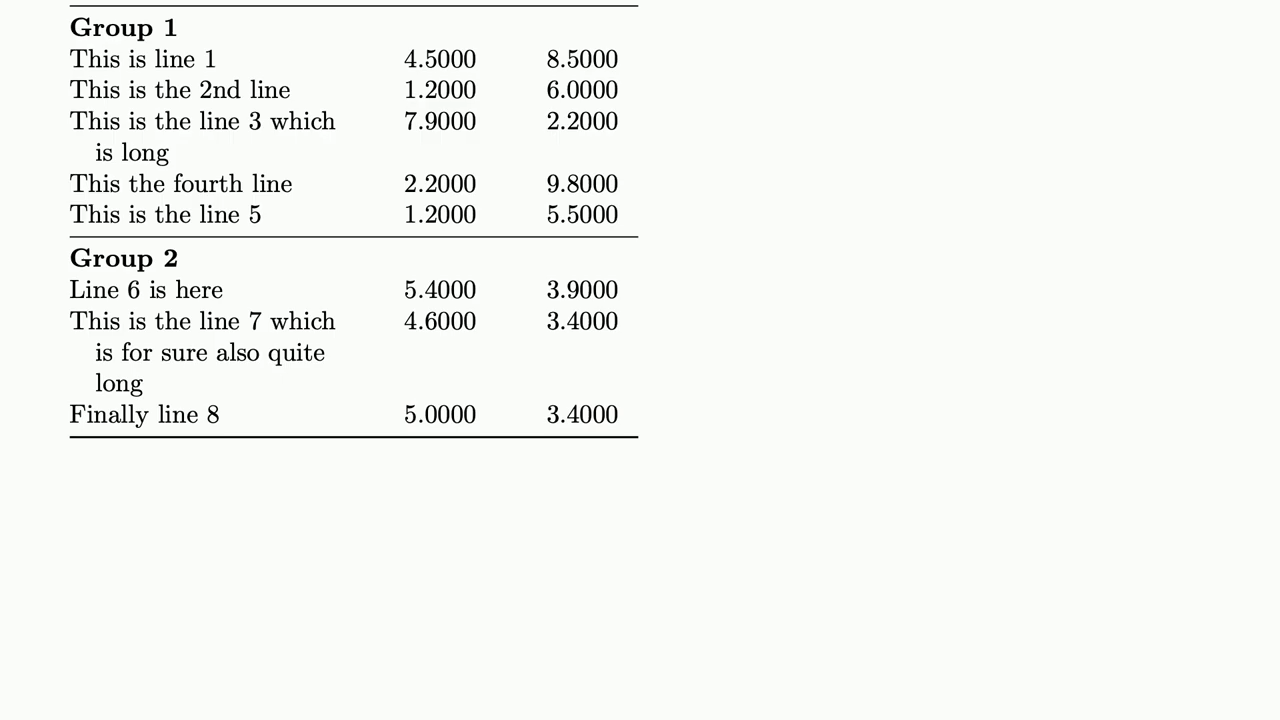 Group 1
This is line 1 4.5000 8.5000
This is the 2nd line 1.2000 6.0000
This is the line 3 which 7.9000 2.2000
is long
This the fourth line 2.2000 9.8000
This is the line 5 1.2000 5.5000
Group 2
Line 6 is here 5.4000 3.9000
This is the line 7 which 4.6000 3.4000
is for sure also quite
long
Finally line 8 5.0000 3.4000